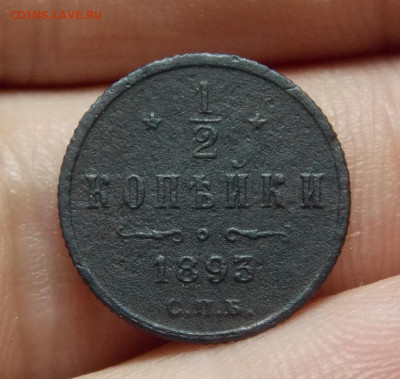 COINS.LAVE.RU
1/2
КОПѢЙКИ
1893
С.П.Б.